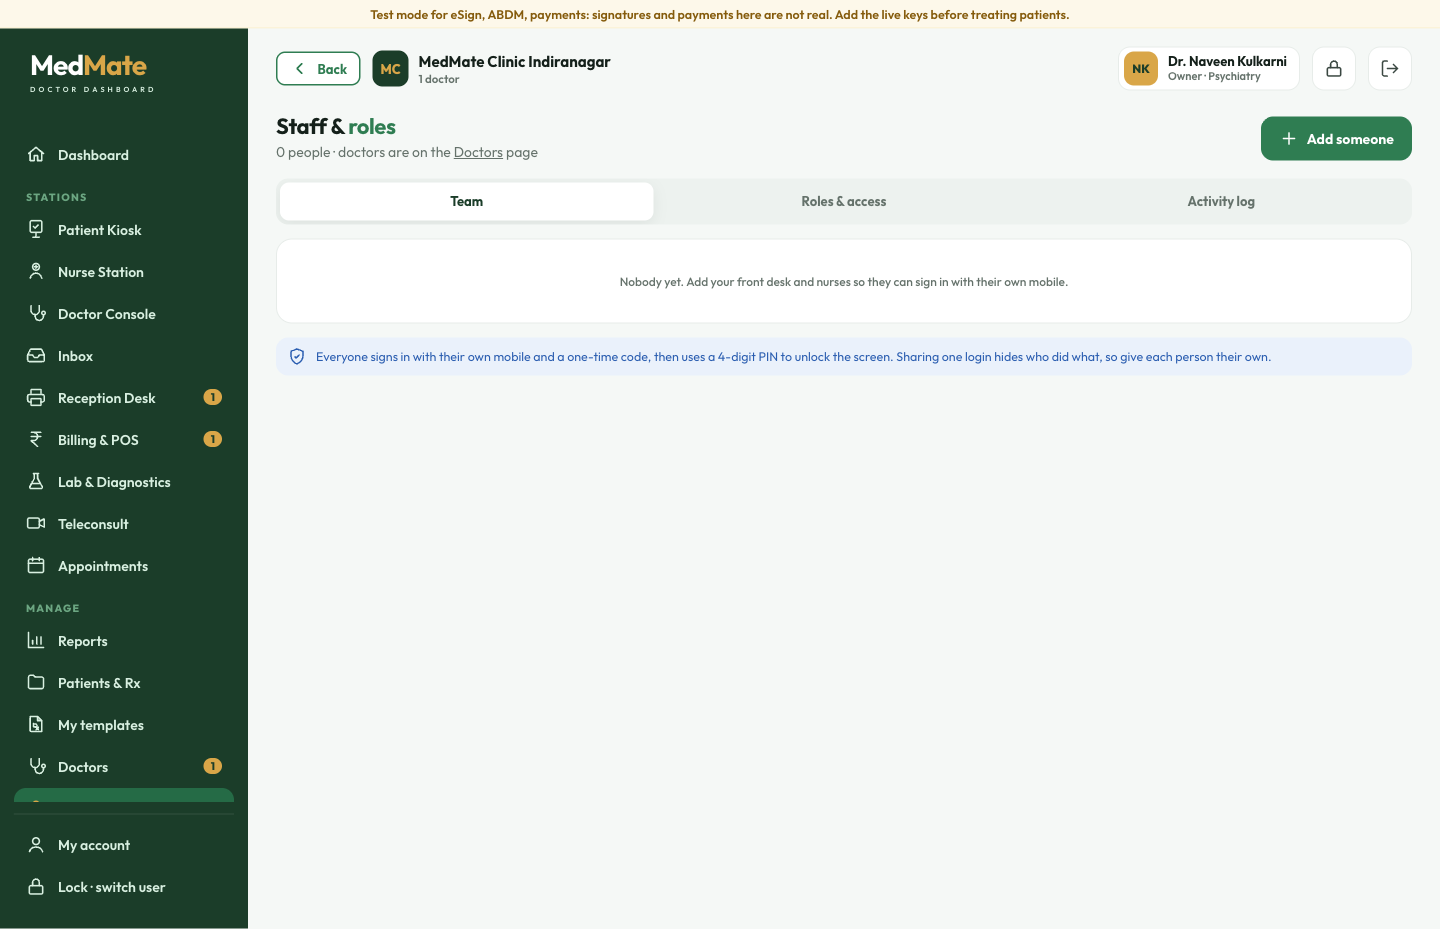 Test mode for eSign, ABDM, payments: signatures and payments here are not real. Add the live keys before treating patients.
MedMate
DOCTOR DASHBOARD
Dashboard
STATIONS
Patient Kiosk
Nurse Station
Doctor Console
Inbox
Reception Desk 1
Billing & POS 1
Lab & Diagnostics
Teleconsult
Appointments
MANAGE
Reports
Patients & Rx
My templates
Doctors 1
My account
Lock · switch user
Back
MC
MedMate Clinic Indiranagar
1 doctor
NK
Dr. Naveen Kulkarni
Owner · Psychiatry
Staff & roles
0 people · doctors are on the Doctors page
Add someone
Team
Roles & access
Activity log
Nobody yet. Add your front desk and nurses so they can sign in with their own mobile.
Everyone signs in with their own mobile and a one-time code, then uses a 4-digit PIN to unlock the screen. Sharing one login hides who did what, so give each person their own.